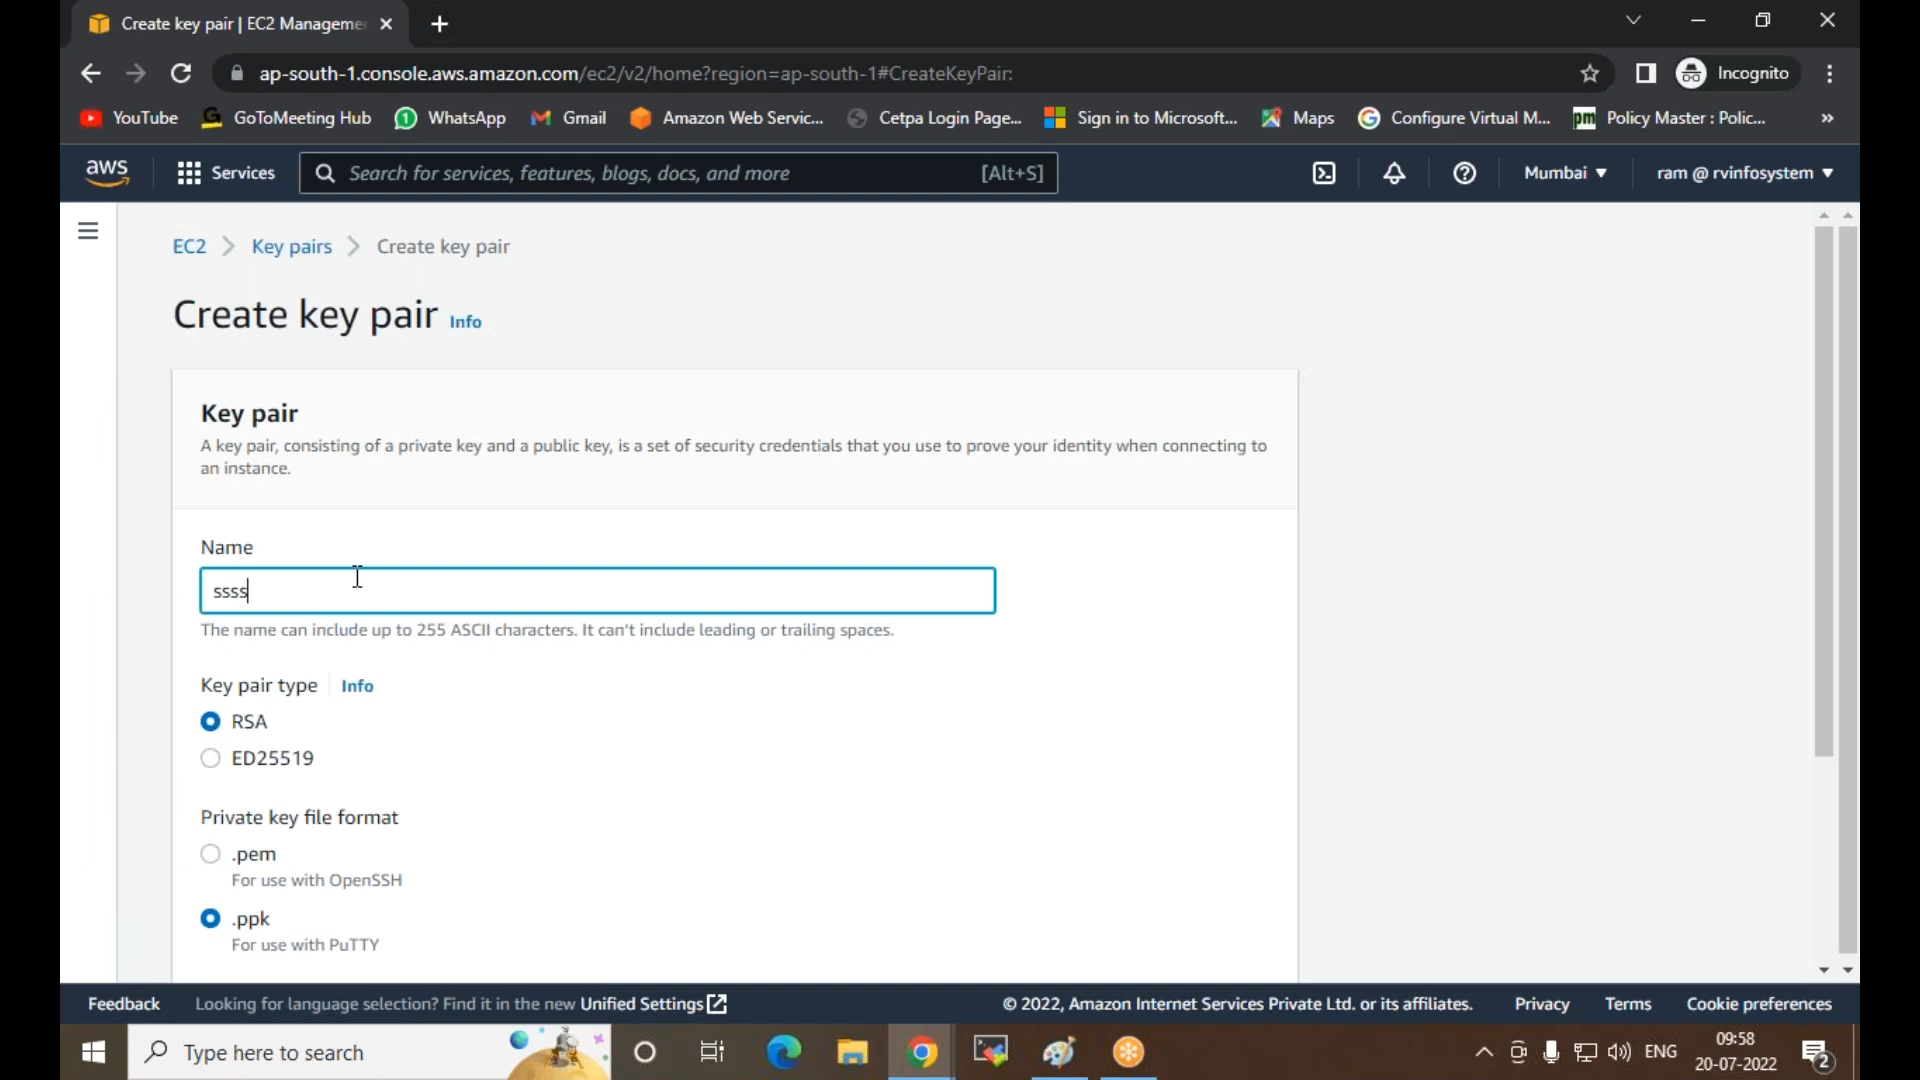 Create key pair | EC2 Manageme
ap-south-1.console.aws.amazon.com/ec2/v2/home?region=ap-south-1#CreateKeyPair:
Incognito
YouTube
GoToMeeting Hub
WhatsApp
Gmail
Amazon Web Servic...
Cetpa Login Page...
Sign in to Microsoft...
Maps
Configure Virtual M...
pm Policy Master : Polic...
»
aws
Services
Search for services, features, blogs, docs, and more [Alt+S]
Mumbai
ram @ rvinfosystem
EC2 > Key pairs > Create key pair
Create key pair Info
Key pair
A key pair, consisting of a private key and a public key, is a set of security credentials that you use to prove your identity when connecting to
an instance.
Name
ssss
The name can include up to 255 ASCII characters. It can't include leading or trailing spaces.
Key pair type Info
RSA
ED25519
Private key file format
.pem
For use with OpenSSH
.ppk
For use with PuTTY
Feedback
Looking for language selection? Find it in the new Unified Settings
© 2022, Amazon Internet Services Private Ltd. or its affiliates.
Privacy
Terms
Cookie preferences
Type here to search
ENG
09:58
20-07-2022
2